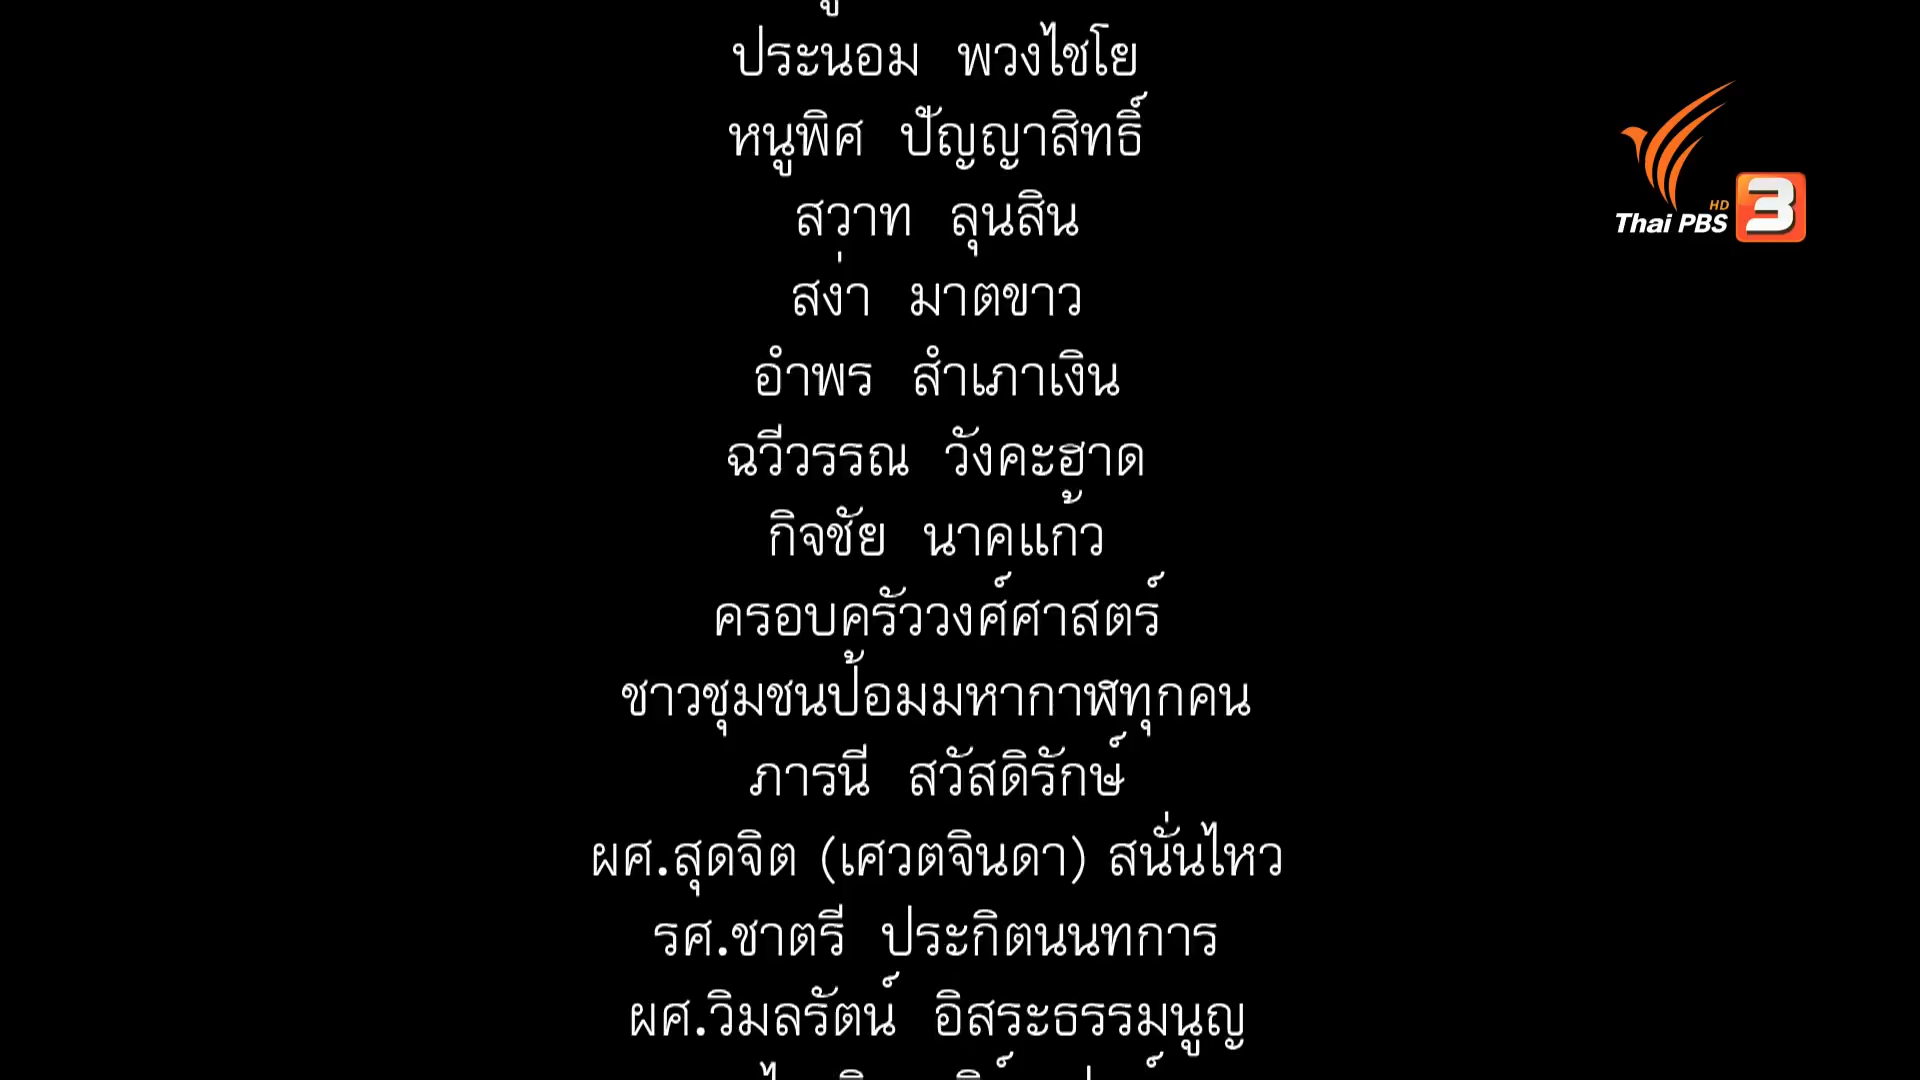 ประนอม พวงไชโย
หนูพิศ ปัญญาสิทธิ์
สวาท ลุนสิน
สง่า มาตขาว
อำพร สำเภาเงิน
ฉวีวรรณ วังคะฮาด
กิจชัย นาคแก้ว
ครอบครัววงศ์ศาสตร์
ชาวชุมชนป้อมมหากาฬทุกคน
ภารนี สวัสดิรักษ์
ผศ.สุดจิต (เศวตจินดา) สนั่นไหว
รศ.ชาตรี ประกิตนนทการ
ผศ.วิมลรัตน์ อิสระธรรมนูญ
HD
Thai PBS 3